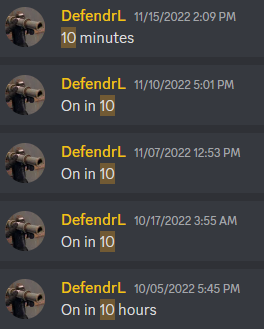 DefendrL 11/15/2022 2:09 PM
10 minutes
DefendrL 11/10/2022 5:01 PM
On in 10
DefendrL 11/07/2022 12:53 PM
On in 10
DefendrL 10/17/2022 3:55 AM
On in 10
DefendrL 10/05/2022 5:45 PM
On in 10 hours